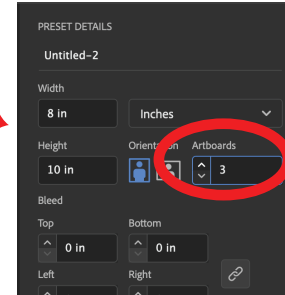 PRESET DETAILS
Untitled-2
Width
8 in Inches
Height Orientation Artboards
10 in 3
Bleed
Top Bottom
0 in 0 in
Left Right